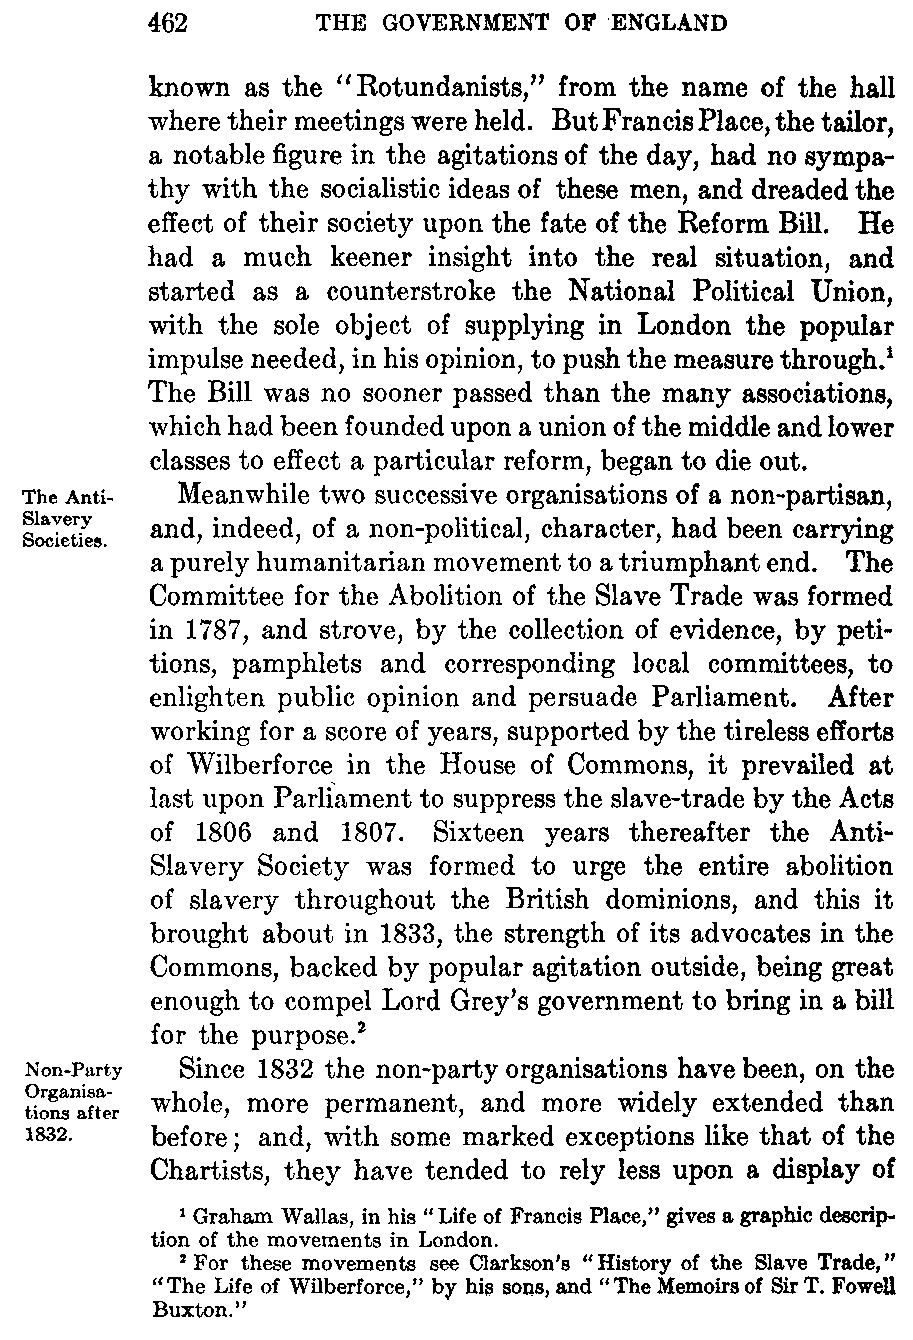 462 THE GOVERNMENT OF ENGLAND
known as the "Rotundanists," from the name of the hall
where their meetings were held. But Francis Place, the tailor,
a notable figure in the agitations of the day, had no sympa-
thy with the socialistic ideas of these men, and dreaded the
effect of their society upon the fate of the Reform Bill. He
had a much keener insight into the real situation, and
started as a counterstroke the National Political Union,
with the sole object of supplying in London the popular
impulse needed, in his opinion, to push the measure through.¹
The Bill was no sooner passed than the many associations,
which had been founded upon a union of the middle and lower
classes to effect a particular reform, began to die out.
The Anti-
Slavery
Societies.
Meanwhile two successive organisations of a non-partisan,
and, indeed, of a non-political, character, had been carrying
a purely humanitarian movement to a triumphant end. The
Committee for the Abolition of the Slave Trade was formed
in 1787, and strove, by the collection of evidence, by peti-
tions, pamphlets and corresponding local committees, to
enlighten public opinion and persuade Parliament. After
working for a score of years, supported by the tireless efforts
of Wilberforce in the House of Commons, it prevailed at
last upon Parliament to suppress the slave-trade by the Acts
of 1806 and 1807. Sixteen years thereafter the Anti-
Slavery Society was formed to urge the entire abolition
of slavery throughout the British dominions, and this it
brought about in 1833, the strength of its advocates in the
Commons, backed by popular agitation outside, being great
enough to compel Lord Grey's government to bring in a bill
for the purpose.²
Non-Party
Organisa-
tions after
1832.
Since 1832 the non-party organisations have been, on the
whole, more permanent, and more widely extended than
before; and, with some marked exceptions like that of the
Chartists, they have tended to rely less upon a display of
¹ Graham Wallas, in his "Life of Francis Place," gives a graphic descrip-
tion of the movements in London.
² For these movements see Clarkson's "History of the Slave Trade,"
"The Life of Wilberforce," by his sons, and "The Memoirs of Sir T. Fowell
Buxton."